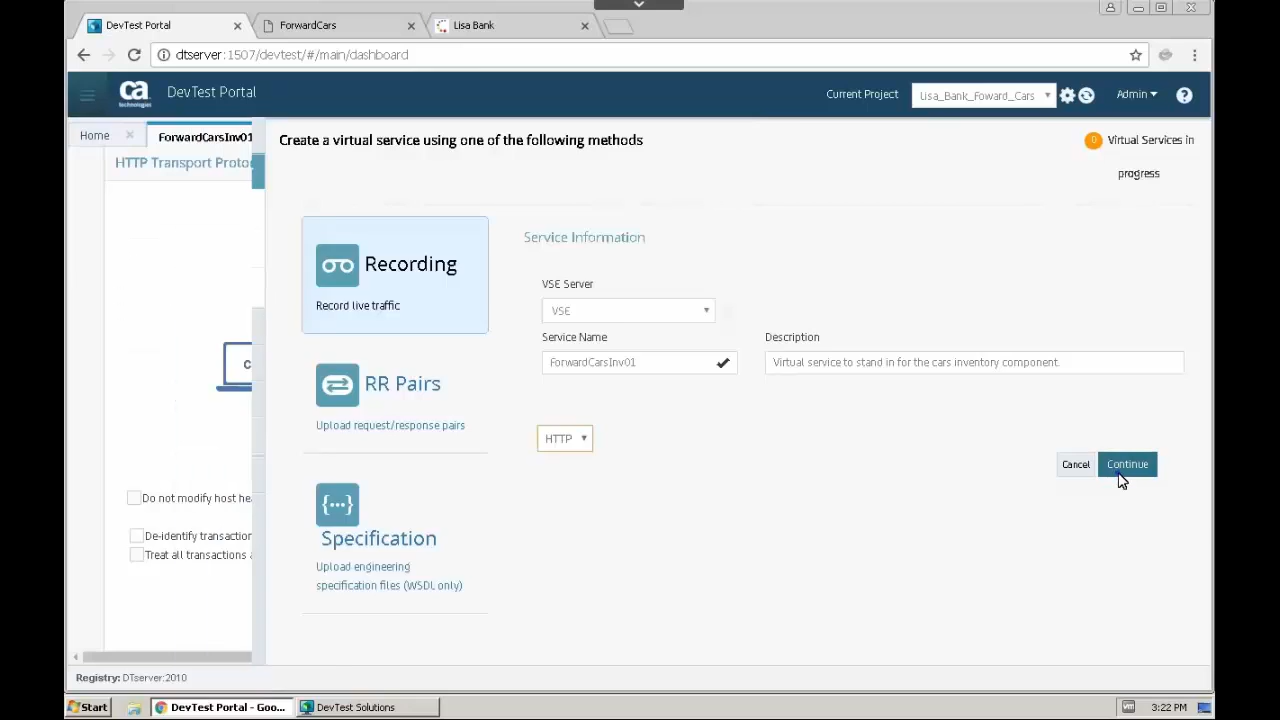 DevTest Portal
ForwardCars
Lisa Bank
dtserver:1507/devtest/#/main/dashboard
ca technologies
DevTest Portal
Current Project
Lisa_Bank_Foward_Cars
Admin
?
Home
ForwardCarsInv01
HTTP Transport Proto
Create a virtual service using one of the following methods
0 Virtual Services in
progress
Recording
Record live traffic
RR Pairs
Upload request/response pairs
{...}
Specification
Upload engineering
specification files (WSDL only)
Service Information
VSE Server
VSE
Service Name
Description
ForwardCarsInv01
Virtual service to stand in for the cars inventory component.
HTTP
Cancel
Continue
C
Do not modify host he
De-identify transaction
Treat all transactions a
Registry: DTserver:2010
Start
DevTest Portal - Goo...
DevTest Solutions
3:22 PM